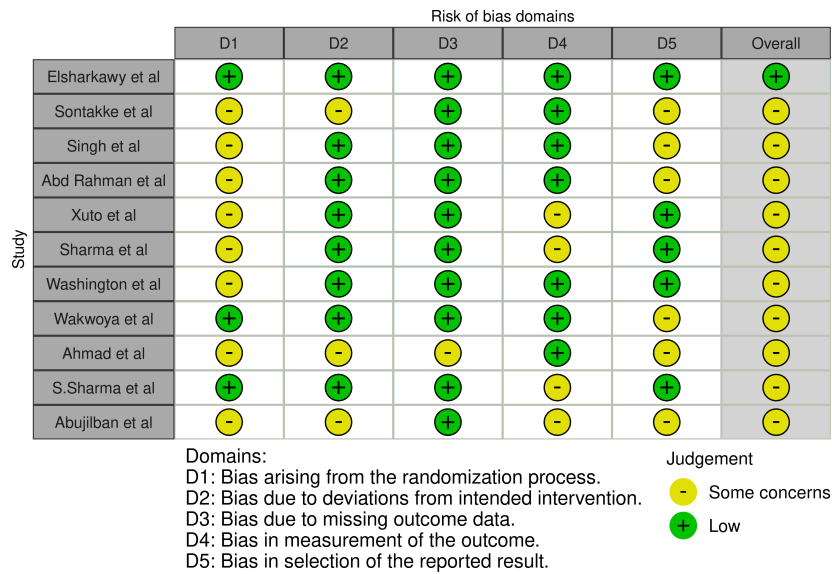 Risk of bias domains
D1 D2 D3 D4 D5 Overall
Study
Elsharkawy et al + + + + + +
Sontakke et al - - + + - -
Singh et al - + + + - -
Abd Rahman et al - + + + - -
Xuto et al - + + - + -
Sharma et al - + + - + -
Washington et al - + + + + -
Wakwoya et al + + + + - -
Ahmad et al - - - + - -
S.Sharma et al + + + - + -
Abujilban et al - - + - - -
Domains:
D1: Bias arising from the randomization process.
D2: Bias due to deviations from intended intervention.
D3: Bias due to missing outcome data.
D4: Bias in measurement of the outcome.
D5: Bias in selection of the reported result.
Judgement
- Some concerns
+ Low